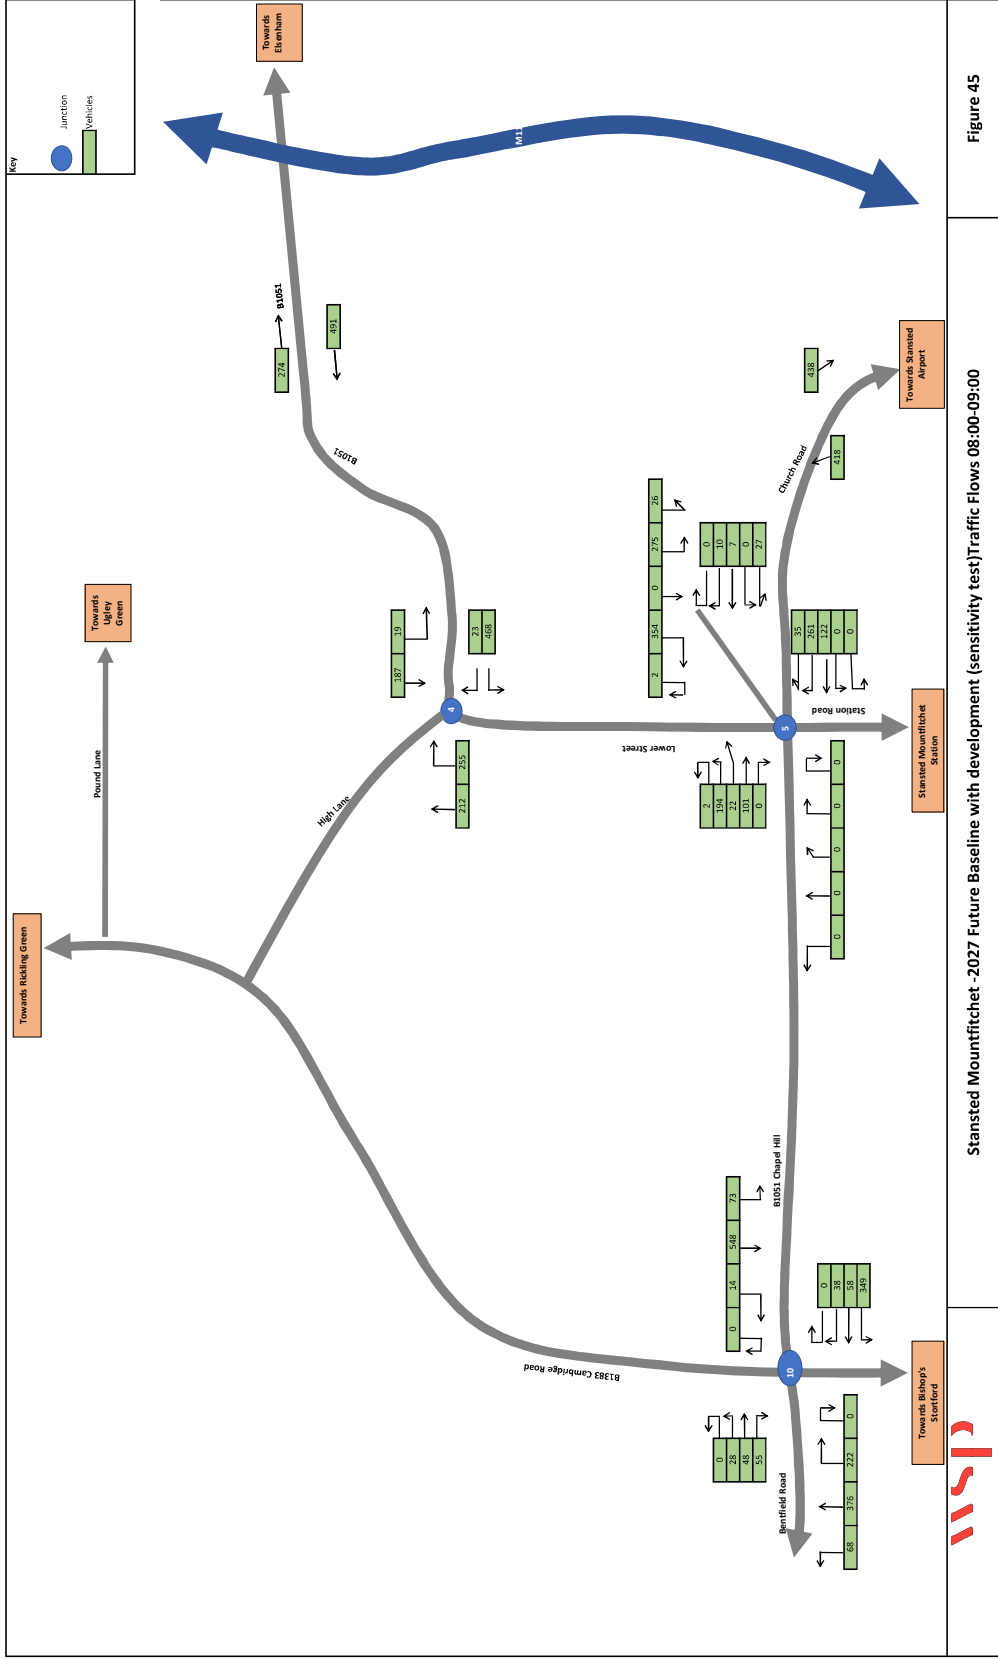 Key
Junction
Vehicles
Towards
Elsenham
M11
Towards
Ugley
Green
Pound Lane
Towards Rickling Green
High Lane
B1051
274
491
B1051
187
19
23
468
4
212
255
Lower Street
2
354
0
275
26
0
10
7
0
27
Church Road
438
418
Towards Stansted
Airport
35
261
122
0
0
Station Road
5
2
194
22
101
0
0
0
0
0
0
Stansted Mountfitchet
Station
B1051 Chapel Hill
0
14
548
73
0
38
58
349
B1383 Cambridge Road
10
0
28
48
55
Bentfield Road
68
376
222
0
Towards Bishop's
Stortford
wsp
Stansted Mountfitchet -2027 Future Baseline with development (sensitivity test)Traffic Flows 08:00-09:00
Figure 45